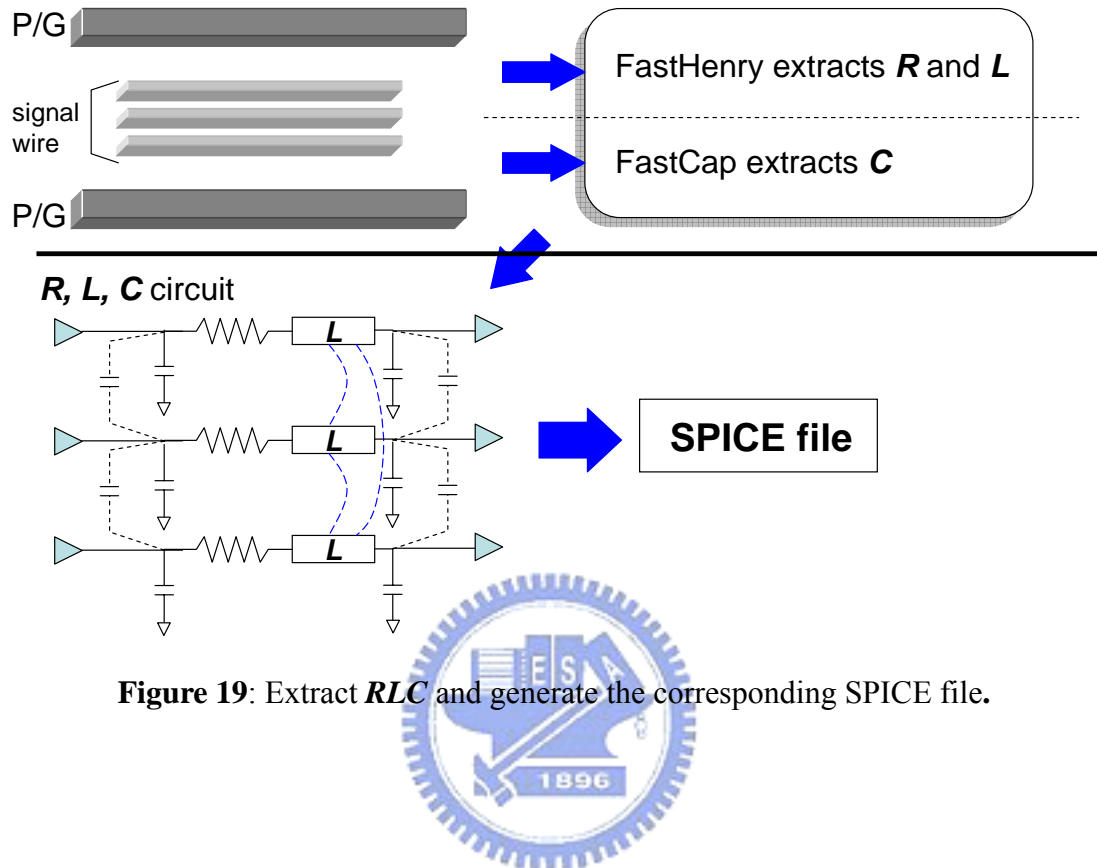 P/G
signal
wire
P/G
FastHenry extracts R and L
FastCap extracts C
R, L, C circuit
L
L
L
SPICE file
E S A
1896
Figure 19: Extract RLC and generate the corresponding SPICE file.